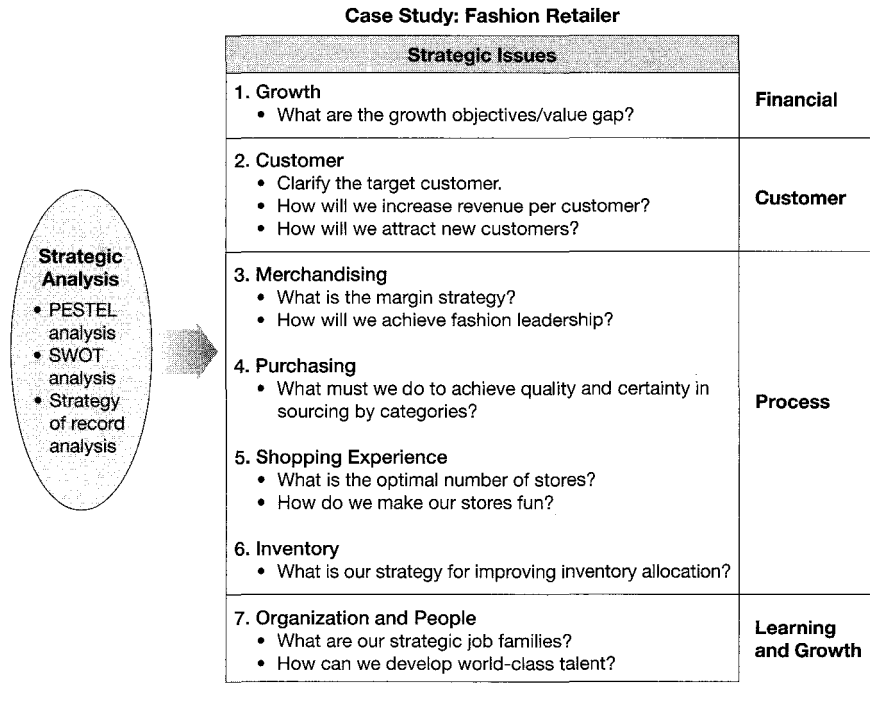 Case Study: Fashion Retailer
Strategic Issues
1. Growth
• What are the growth objectives/value gap?
Financial
2. Customer
• Clarify the target customer.
• How will we increase revenue per customer?
• How will we attract new customers?
Customer
Strategic
Analysis
• PESTEL
analysis
• SWOT
analysis
• Strategy
of record
analysis
3. Merchandising
• What is the margin strategy?
• How will we achieve fashion leadership?
4. Purchasing
• What must we do to achieve quality and certainty in
sourcing by categories?
5. Shopping Experience
• What is the optimal number of stores?
• How do we make our stores fun?
6. Inventory
• What is our strategy for improving inventory allocation?
Process
7. Organization and People
• What are our strategic job families?
• How can we develop world-class talent?
Learning
and Growth